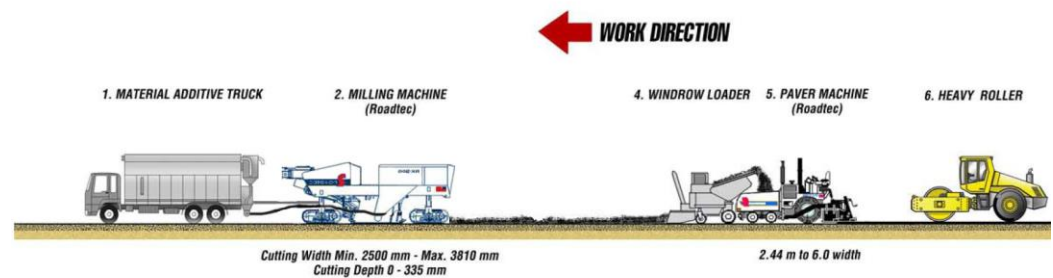 WORK DIRECTION
1. MATERIAL ADDITIVE TRUCK
2. MILLING MACHINE
(Roadtec)
4. WINDROW LOADER
5. PAVER MACHINE
(Roadtec)
6. HEAVY ROLLER
Cutting Width Min. 2500 mm - Max. 3810 mm
Cutting Depth 0 - 335 mm
2.44 m to 6.0 width